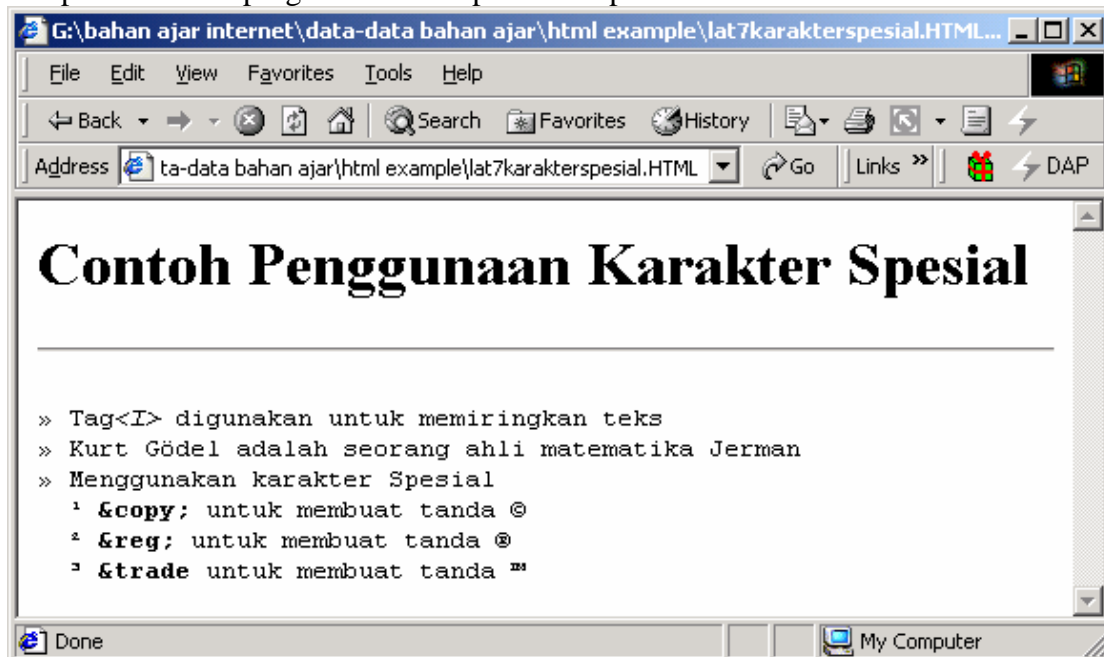 G:\bahan ajar internet\data-data bahan ajar\html example\lat7karakterspesial.HTML...
File Edit View Favorites Tools Help
Back Search Favorites History
Address ta-data bahan ajar\html example\lat7karakterspesial.HTML Go Links » DAP
Contoh Penggunaan Karakter Spesial
» Tag<I> digunakan untuk memiringkan teks
» Kurt Gödel adalah seorang ahli matematika Jerman
» Menggunakan karakter Spesial
¹ &copy; untuk membuat tanda ©
² &reg; untuk membuat tanda ®
³ &trade untuk membuat tanda ™
Done My Computer